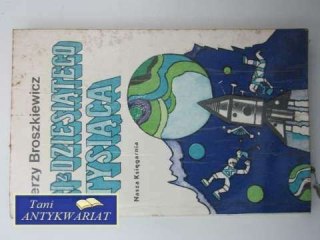 erzy Broszkiewicz
I z DZIESIĄTEGO
TYSIĄCA
Nasza Księgarnia
Tani
ANTYKWARIAT